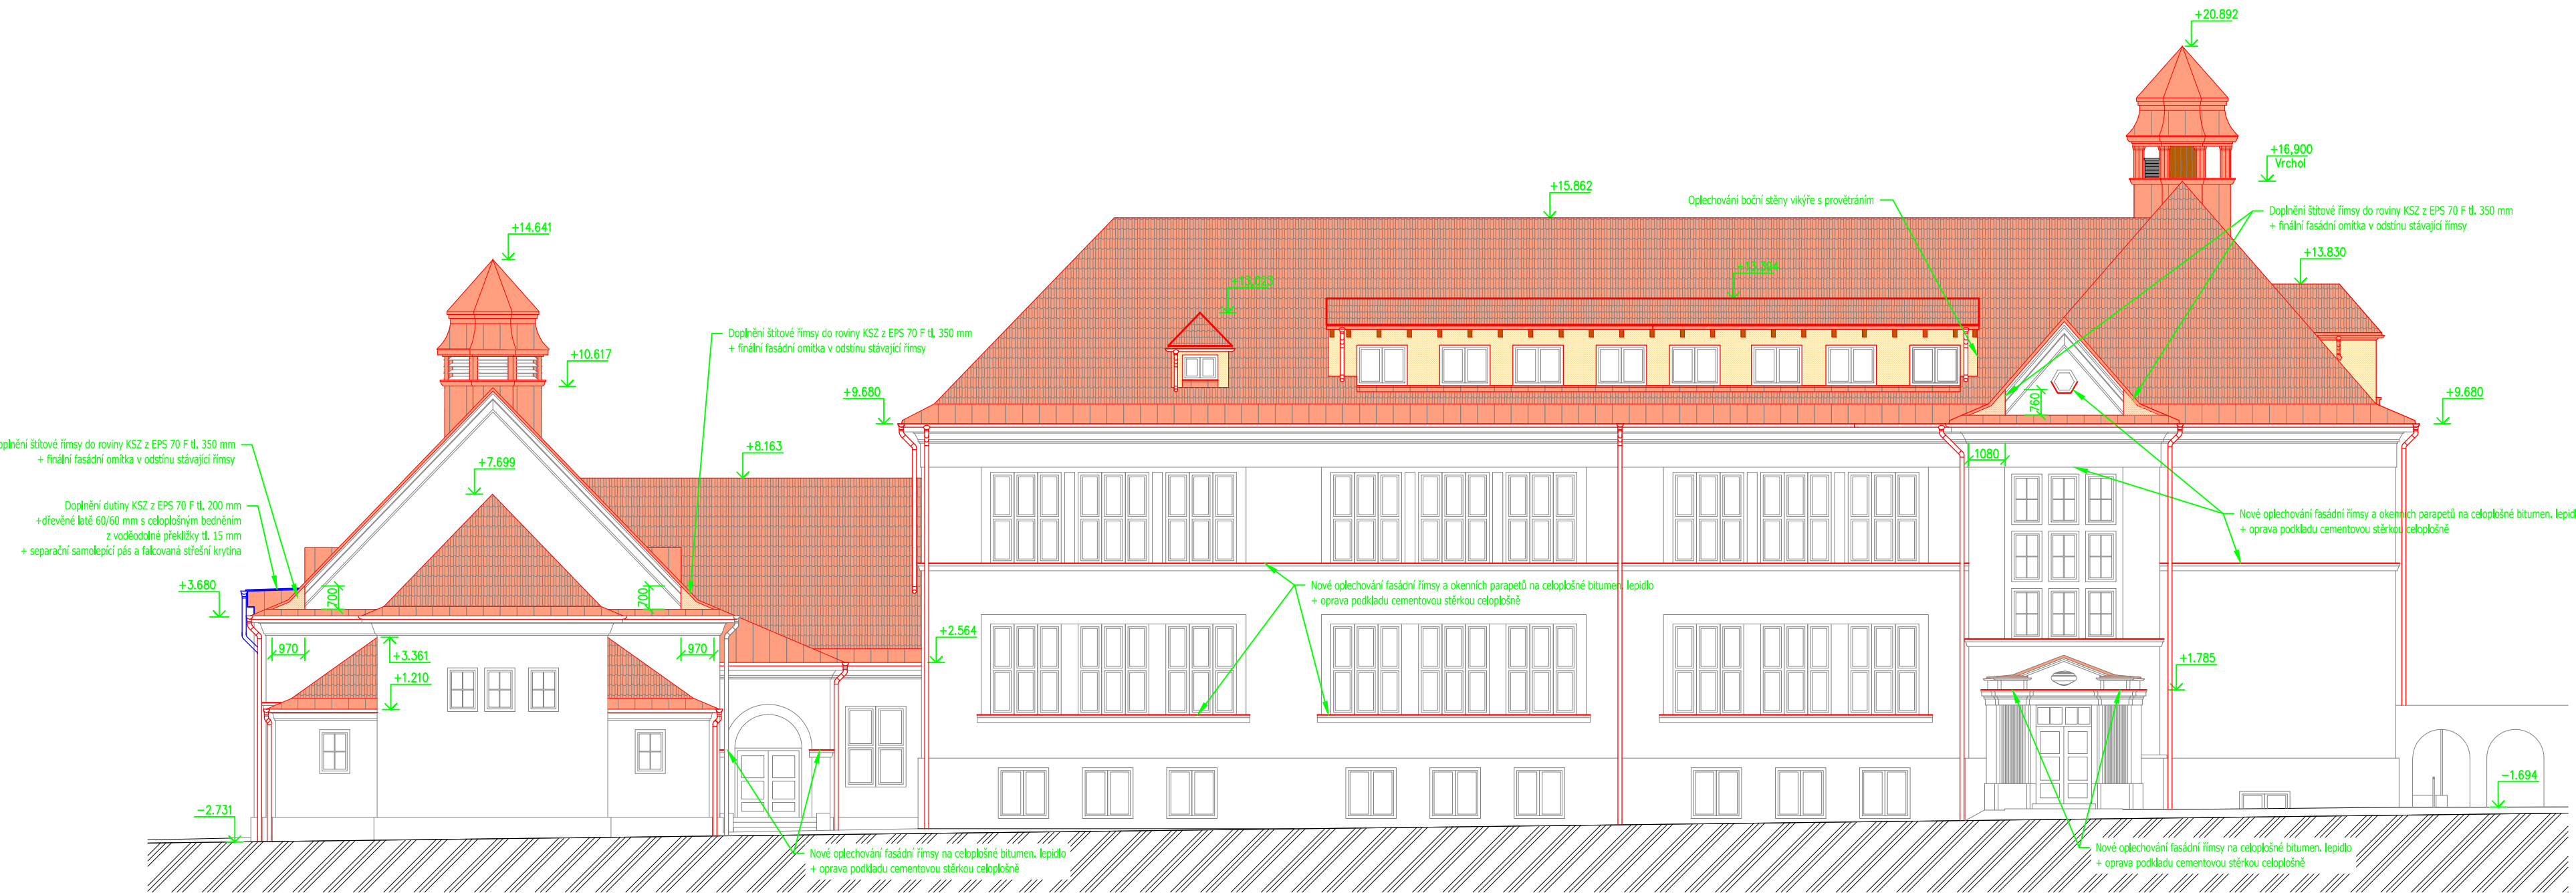 +20.892
+16,900
Vrchol
+15.862
Oplechování boční stěny vikýře s provětráním
Doplnění štítové římsy do roviny KSZ z EPS 70 F tl. 350 mm
+ finální fasádní omítka v odstínu stávající římsy
+14.641
+13.830
+13.023
+13.394
Doplnění štítové římsy do roviny KSZ z EPS 70 F tl. 350 mm
+ finální fasádní omítka v odstínu stávající římsy
+10.617
+9.680
760
+9.680
oplnění štítové římsy do roviny KSZ z EPS 70 F tl. 350 mm
+ finální fasádní omítka v odstínu stávající římsy
+8.163
+7.699
1080
Doplnění dutiny KSZ z EPS 70 F tl. 200 mm
+dřevěné latě 60/60 mm s celoplošným bedněním
z voděodolné překližky tl. 15 mm
+ separační samolepící pás a falcovaná střešní krytina
Nové oplechování fasádní římsy a okenních parapetů na celoplošné bitumen. lepid
+ oprava podkladu cementovou stěrkou celoplošně
+3.680
700
700
Nové oplechování fasádní římsy a okenních parapetů na celoplošné bitumen. lepidlo
+ oprava podkladu cementovou stěrkou celoplošně
970
+3.361
970
+2.564
+1.210
+1.785
-2.731
-1.694
Nové oplechování fasádní římsy na celoplošné bitumen. lepidlo
+ oprava podkladu cementovou stěrkou celoplošně
Nové oplechování fasádní římsy na celoplošné bitumen. lepidlo
+ oprava podkladu cementovou stěrkou celoplošně